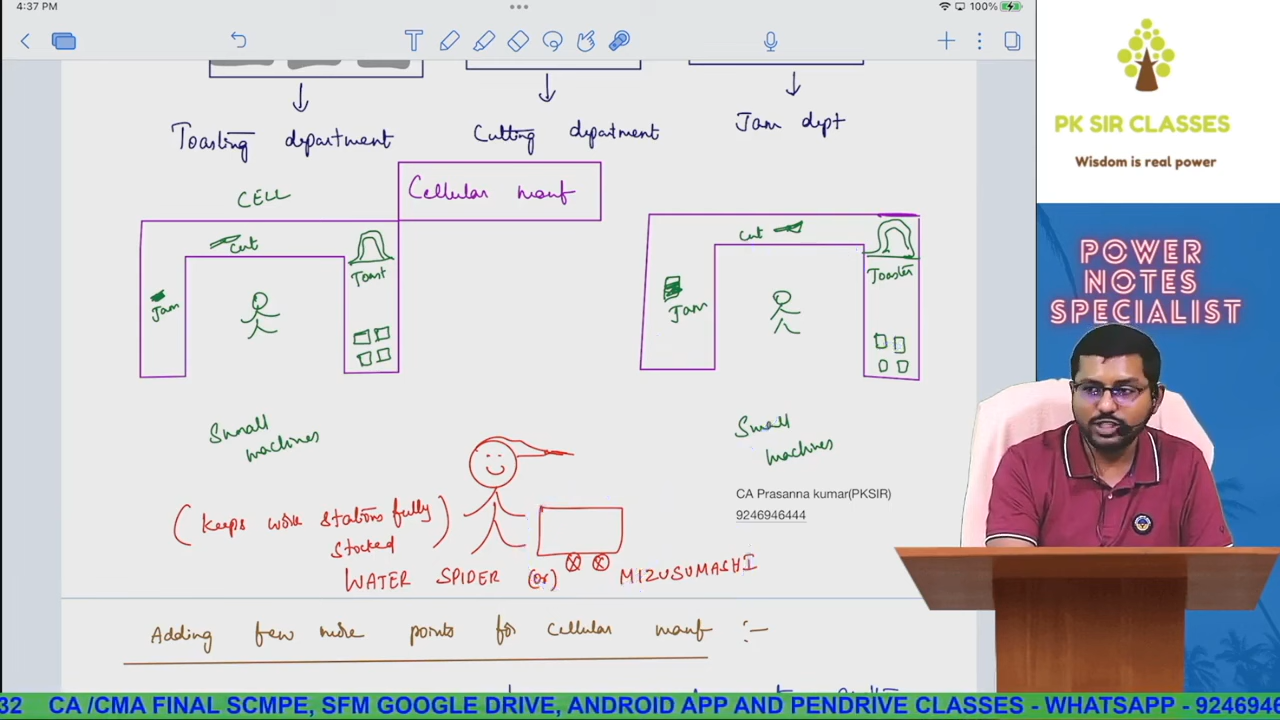 4:37 PM
100%
T
Toasting department
Cutting department
Jam dept
CELL
Cellular manf
Cut
Toast
Jam
Cut
Toaster
Jam
Small machines
Small machines
(Keeps work stations fully stocked)
WATER SPIDER (or) MIZUSUMASHI
CA Prasanna kumar(PKSIR)
9246946444
Adding few more points for cellular manf :-
PK SIR CLASSES
Wisdom is real power
POWER
NOTES
SPECIALIST
32 CA /CMA FINAL SCMPE, SFM GOOGLE DRIVE, ANDROID APP AND PENDRIVE CLASSES - WHATSAPP - 92469